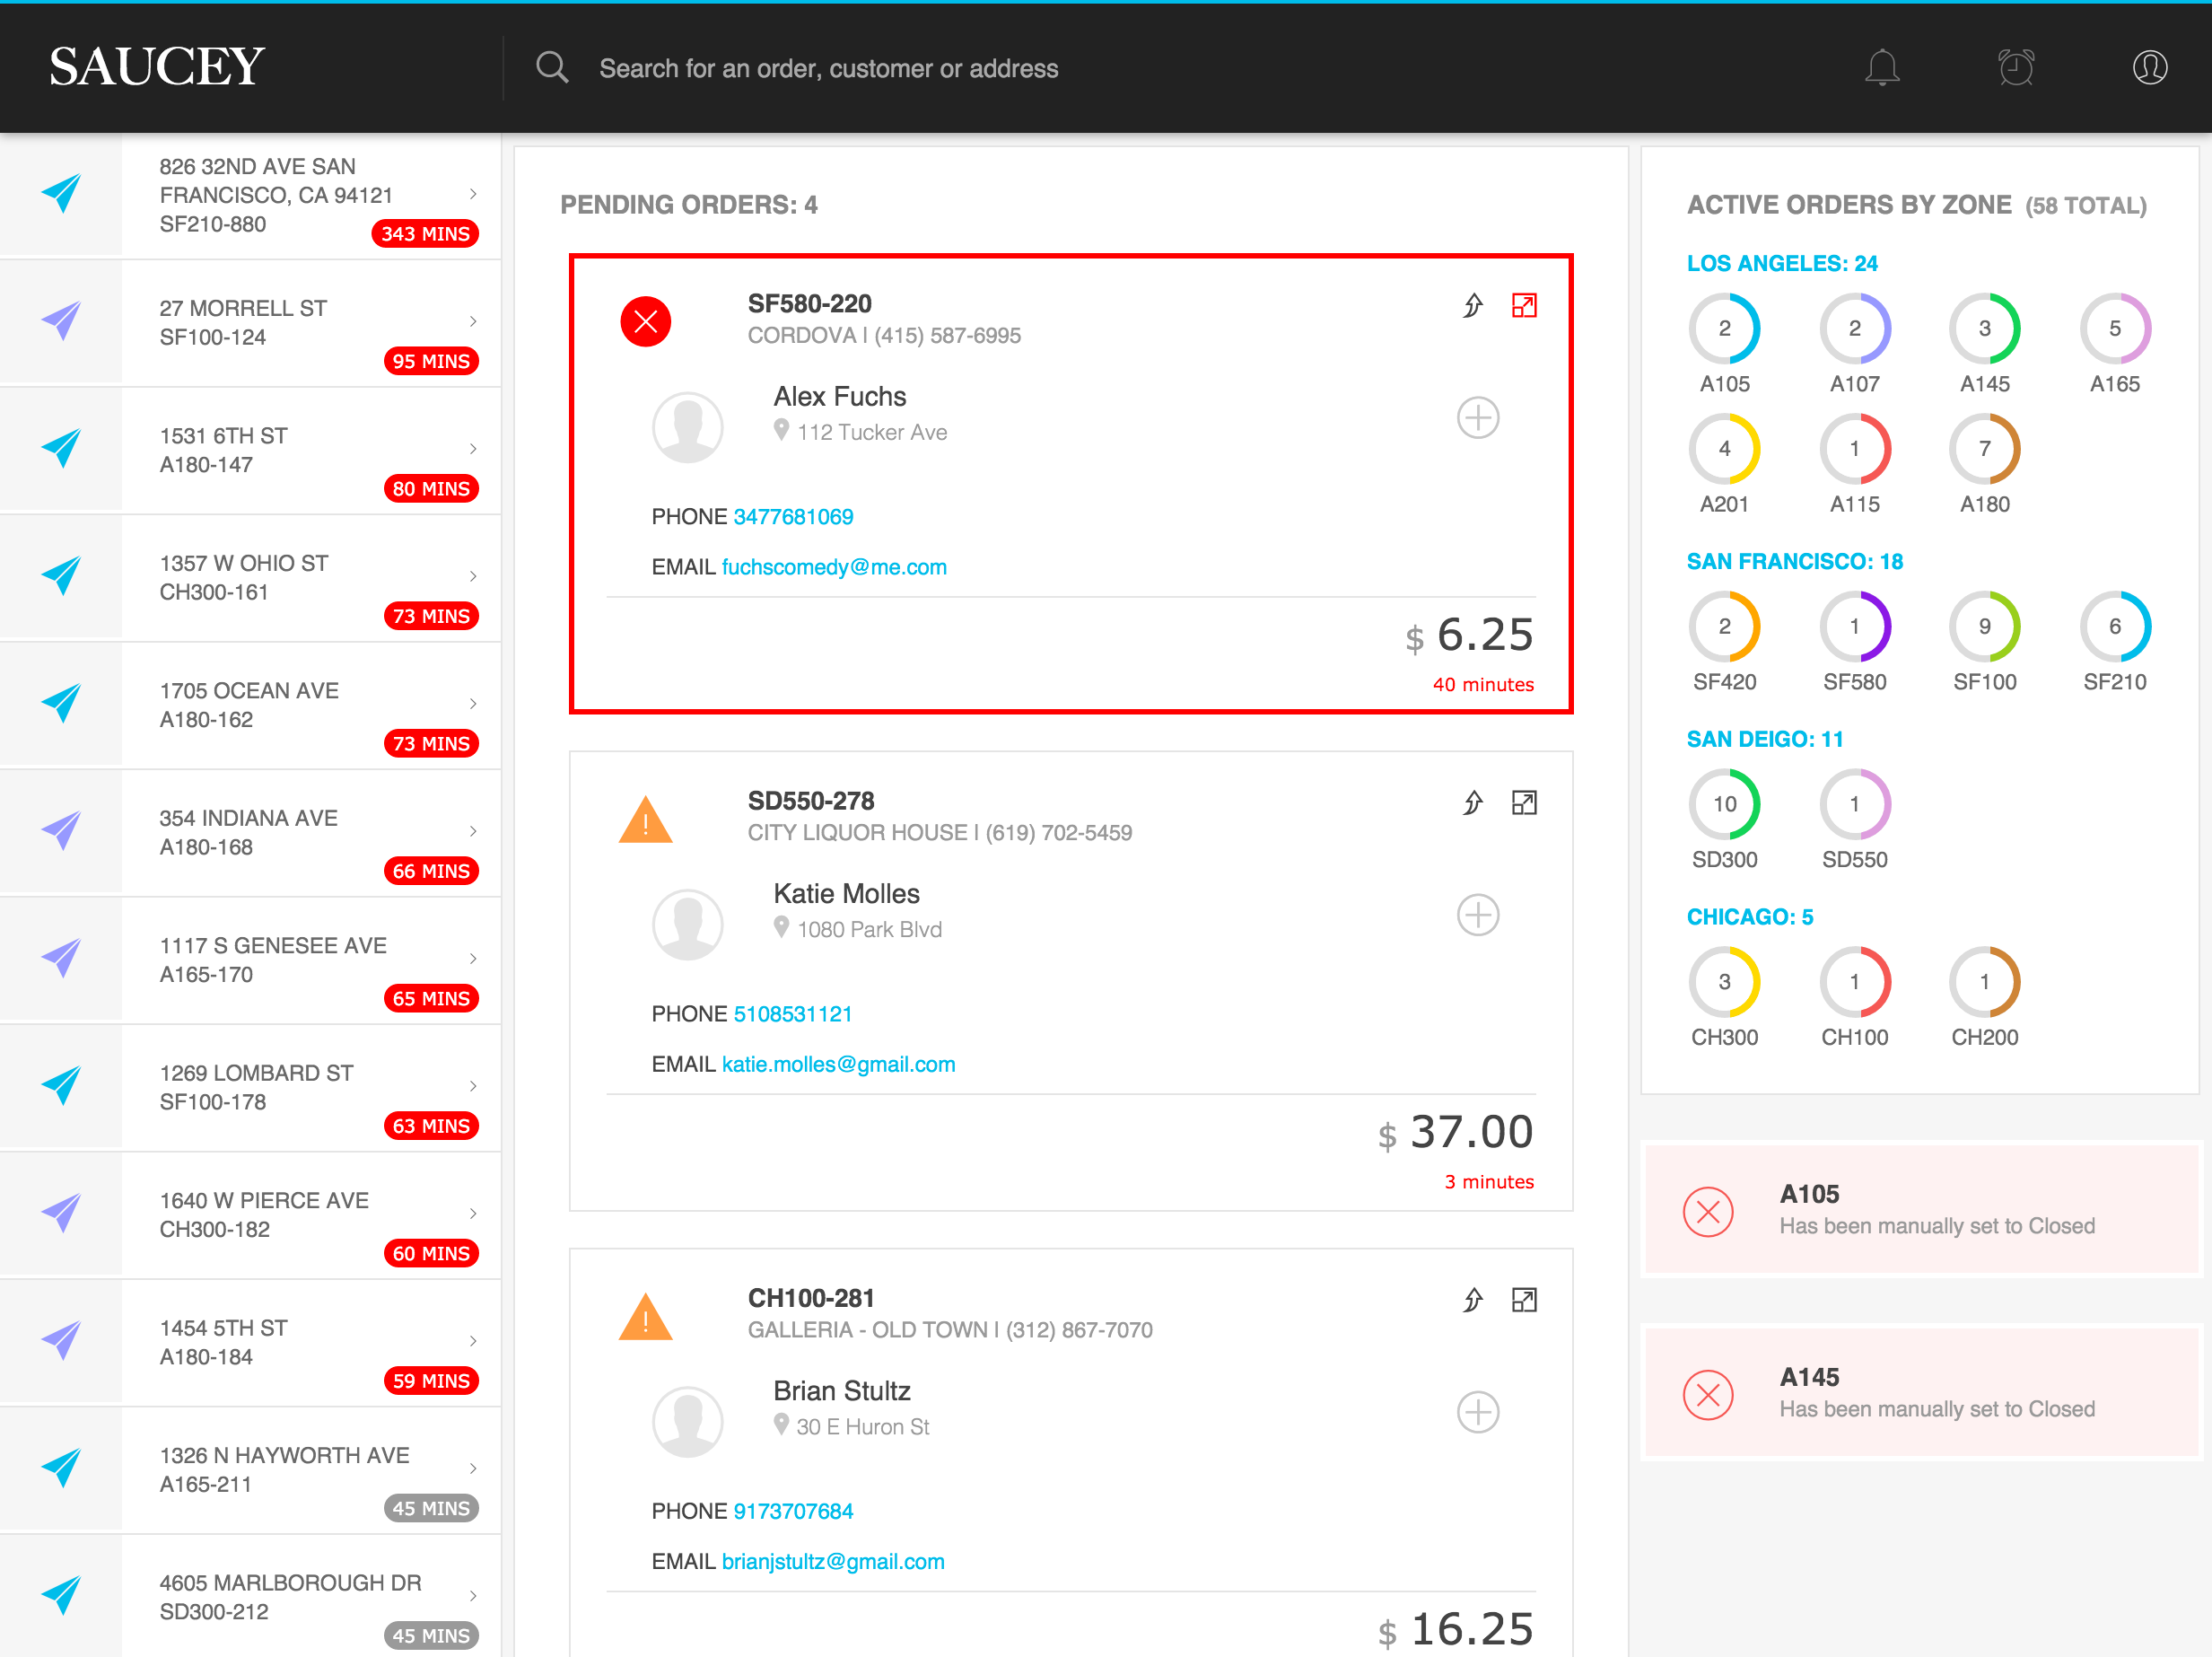 SAUCEY
Search for an order, customer or address
826 32ND AVE SAN
FRANCISCO, CA 94121
SF210-880
343 MINS
27 MORRELL ST
SF100-124
95 MINS
1531 6TH ST
A180-147
80 MINS
1357 W OHIO ST
CH300-161
73 MINS
1705 OCEAN AVE
A180-162
73 MINS
354 INDIANA AVE
A180-168
66 MINS
1117 S GENESEE AVE
A165-170
65 MINS
1269 LOMBARD ST
SF100-178
63 MINS
1640 W PIERCE AVE
CH300-182
60 MINS
1454 5TH ST
A180-184
59 MINS
1326 N HAYWORTH AVE
A165-211
45 MINS
4605 MARLBOROUGH DR
SD300-212
45 MINS
PENDING ORDERS: 4
SF580-220
CORDOVA | (415) 587-6995
Alex Fuchs
112 Tucker Ave
PHONE 3477681069
EMAIL fuchscomedy@me.com
$ 6.25
40 minutes
SD550-278
CITY LIQUOR HOUSE | (619) 702-5459
Katie Molles
1080 Park Blvd
PHONE 5108531121
EMAIL katie.molles@gmail.com
$ 37.00
3 minutes
CH100-281
GALLERIA - OLD TOWN | (312) 867-7070
Brian Stultz
30 E Huron St
PHONE 9173707684
EMAIL brianjstultz@gmail.com
$ 16.25
ACTIVE ORDERS BY ZONE (58 TOTAL)
LOS ANGELES: 24
2 2 3 5
A105 A107 A145 A165
4 1 7
A201 A115 A180
SAN FRANCISCO: 18
2 1 9 6
SF420 SF580 SF100 SF210
SAN DEIGO: 11
10 1
SD300 SD550
CHICAGO: 5
3 1 1
CH300 CH100 CH200
A105
Has been manually set to Closed
A145
Has been manually set to Closed